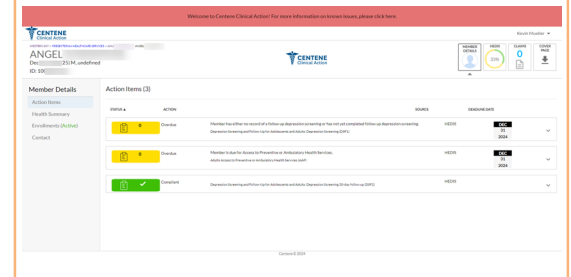 Welcome to Centene Clinical Action! For more information on known issues, please click here.
CENTENE
Clinical Action
Kevin Mueller
ANGEL
Dec 25) M, undefined
ID: 10
CENTENE
Clinical Action
MEMBER DETAILS
HEDIS
33%
CLAIMS
0
COVER PAGE
Member Details
Action Items
Health Summary
Enrollments (Active)
Contact
Action Items (3)
STATUS ACTION SOURCE DEADLINE DATE
0 Overdue Member has either no record of a follow-up depression screening or has not yet completed follow-up depression screening. HEDIS DEC 31 2024
Depression Screening and Follow-Up for Adolescents and Adults: Depression Screening (DSF1)
0 Overdue Member is due for Access to Preventive or Ambulatory Health Services. HEDIS DEC 31 2024
Adults Access to Preventive or Ambulatory Health Services (AAP)
Compliant HEDIS
Depression Screening and Follow-Up for Adolescents and Adults: Depression Screening 30 day follow-up (DSF2)
Centene © 2024